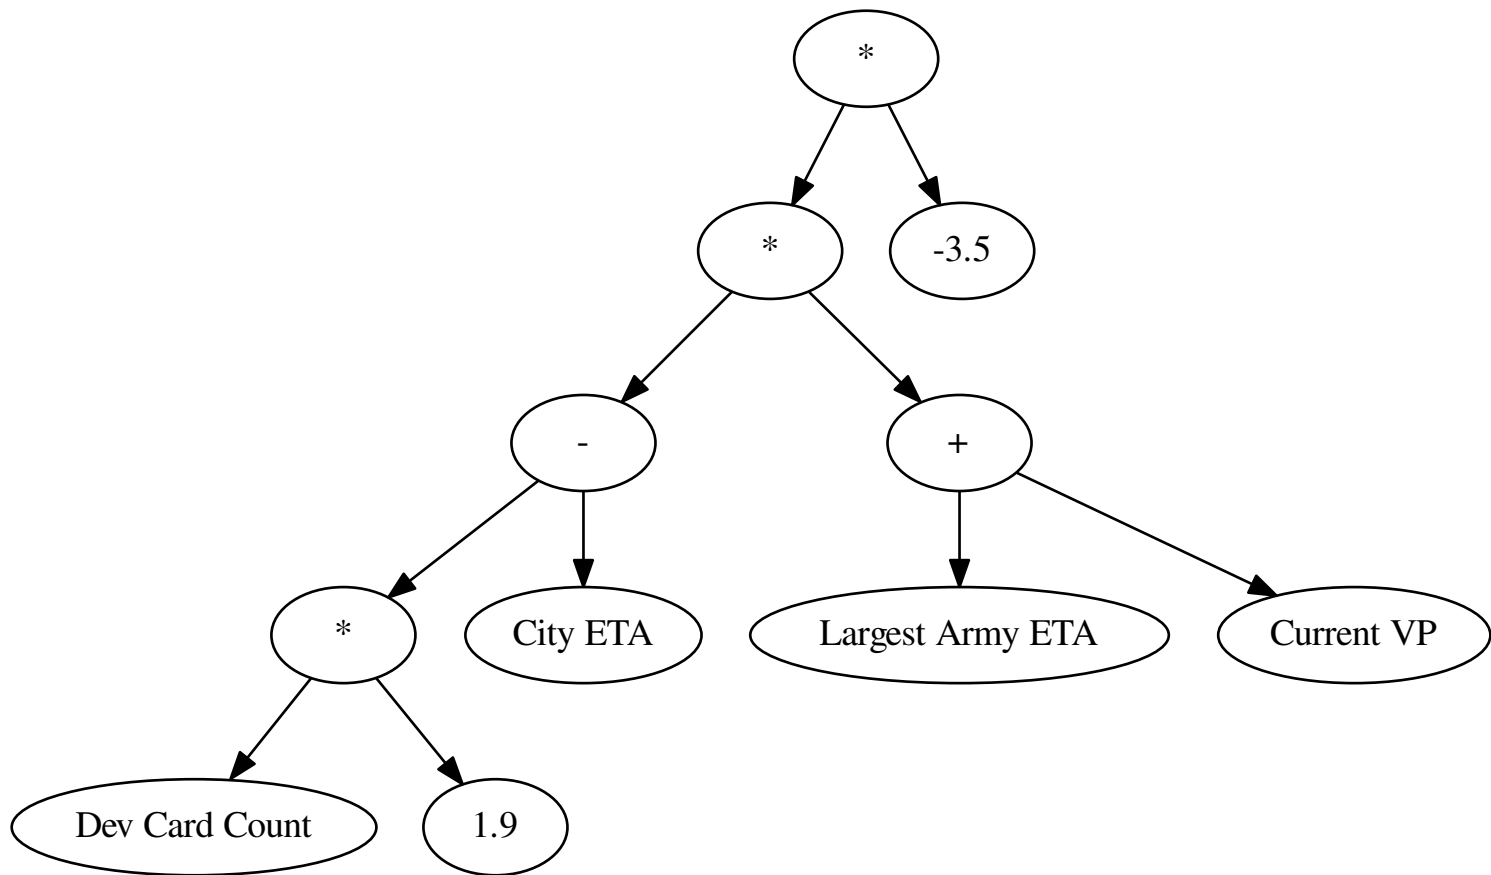 *
*
-3.5
-
+
*
City ETA
Largest Army ETA
Current VP
Dev Card Count
1.9